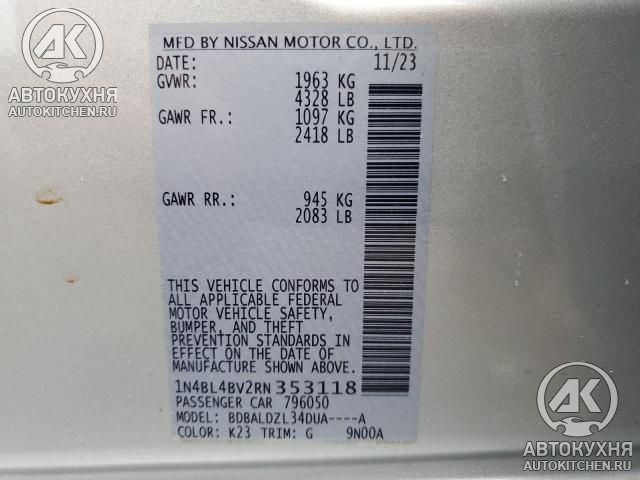 MFD BY NISSAN MOTOR CO., LTD.
DATE: 11/23
GVWR: 1963 KG
4328 LB
GAWR FR.: 1097 KG
2418 LB
GAWR RR.: 945 KG
2083 LB
THIS VEHICLE CONFORMS TO
ALL APPLICABLE FEDERAL
MOTOR VEHICLE SAFETY,
BUMPER, AND THEFT
PREVENTION STANDARDS IN
EFFECT ON THE DATE OF
MANUFACTURE SHOWN ABOVE.
1N4BL4BV2RN353118
PASSENGER CAR 796050
MODEL: BDBALDZL34DUA----A
COLOR: K23 TRIM: G 9N00A
АК
АВТОКУХНЯ
AUTOKITCHEN.RU
АК
АВТОКУХНЯ
AUTOKITCHEN.RU